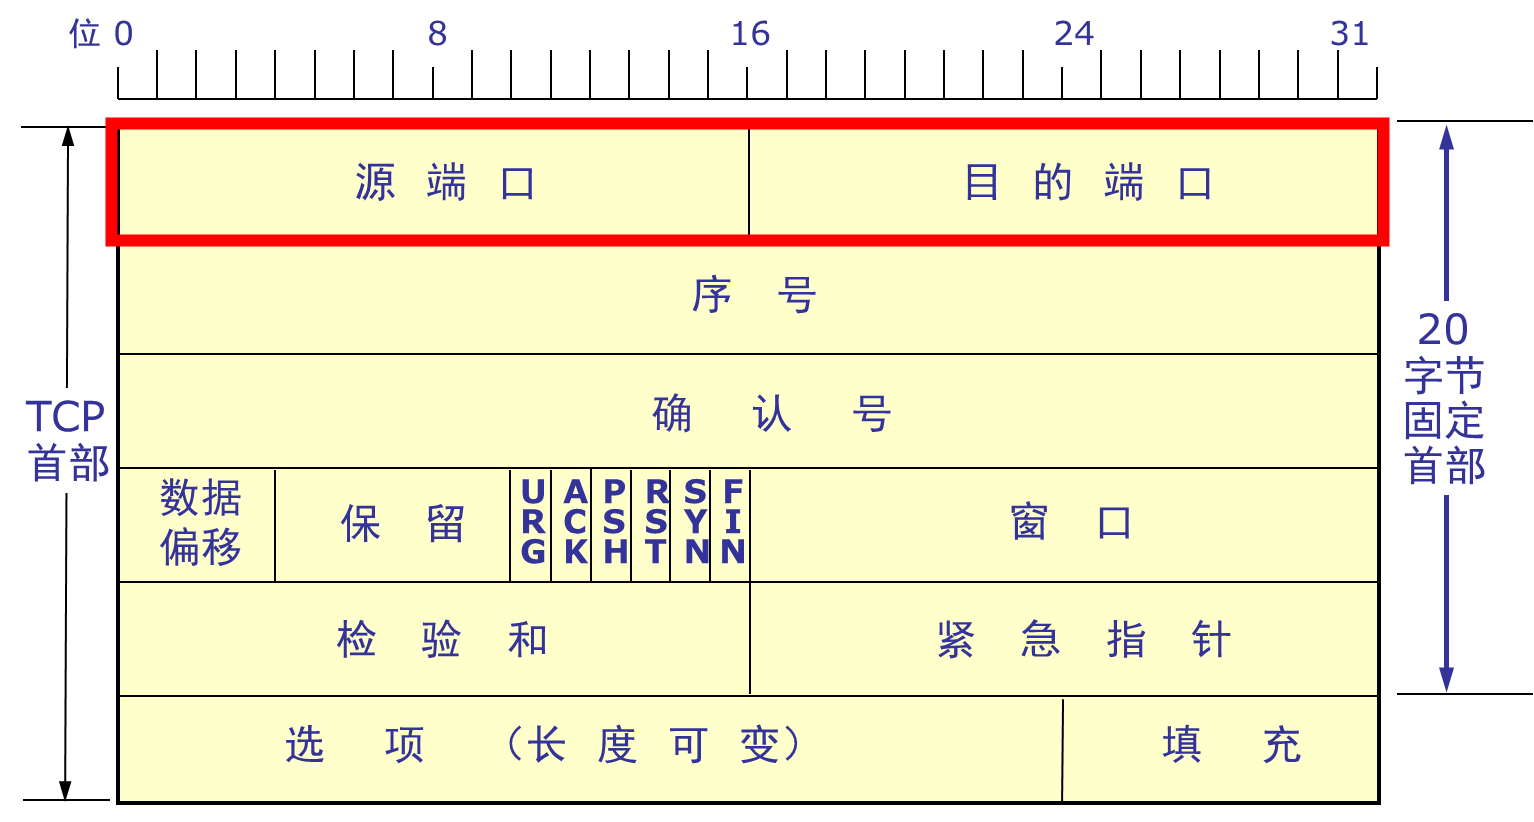 位 0 8 16 24 31
源 端 口 目 的 端 口
序 号
确 认 号
TCP
首部
20
字节
固定
首部
数据
偏移
保 留
URG
ACK
PSH
RST
SYN
FIN
窗 口
检 验 和 紧 急 指 针
选 项 （长 度 可 变） 填 充